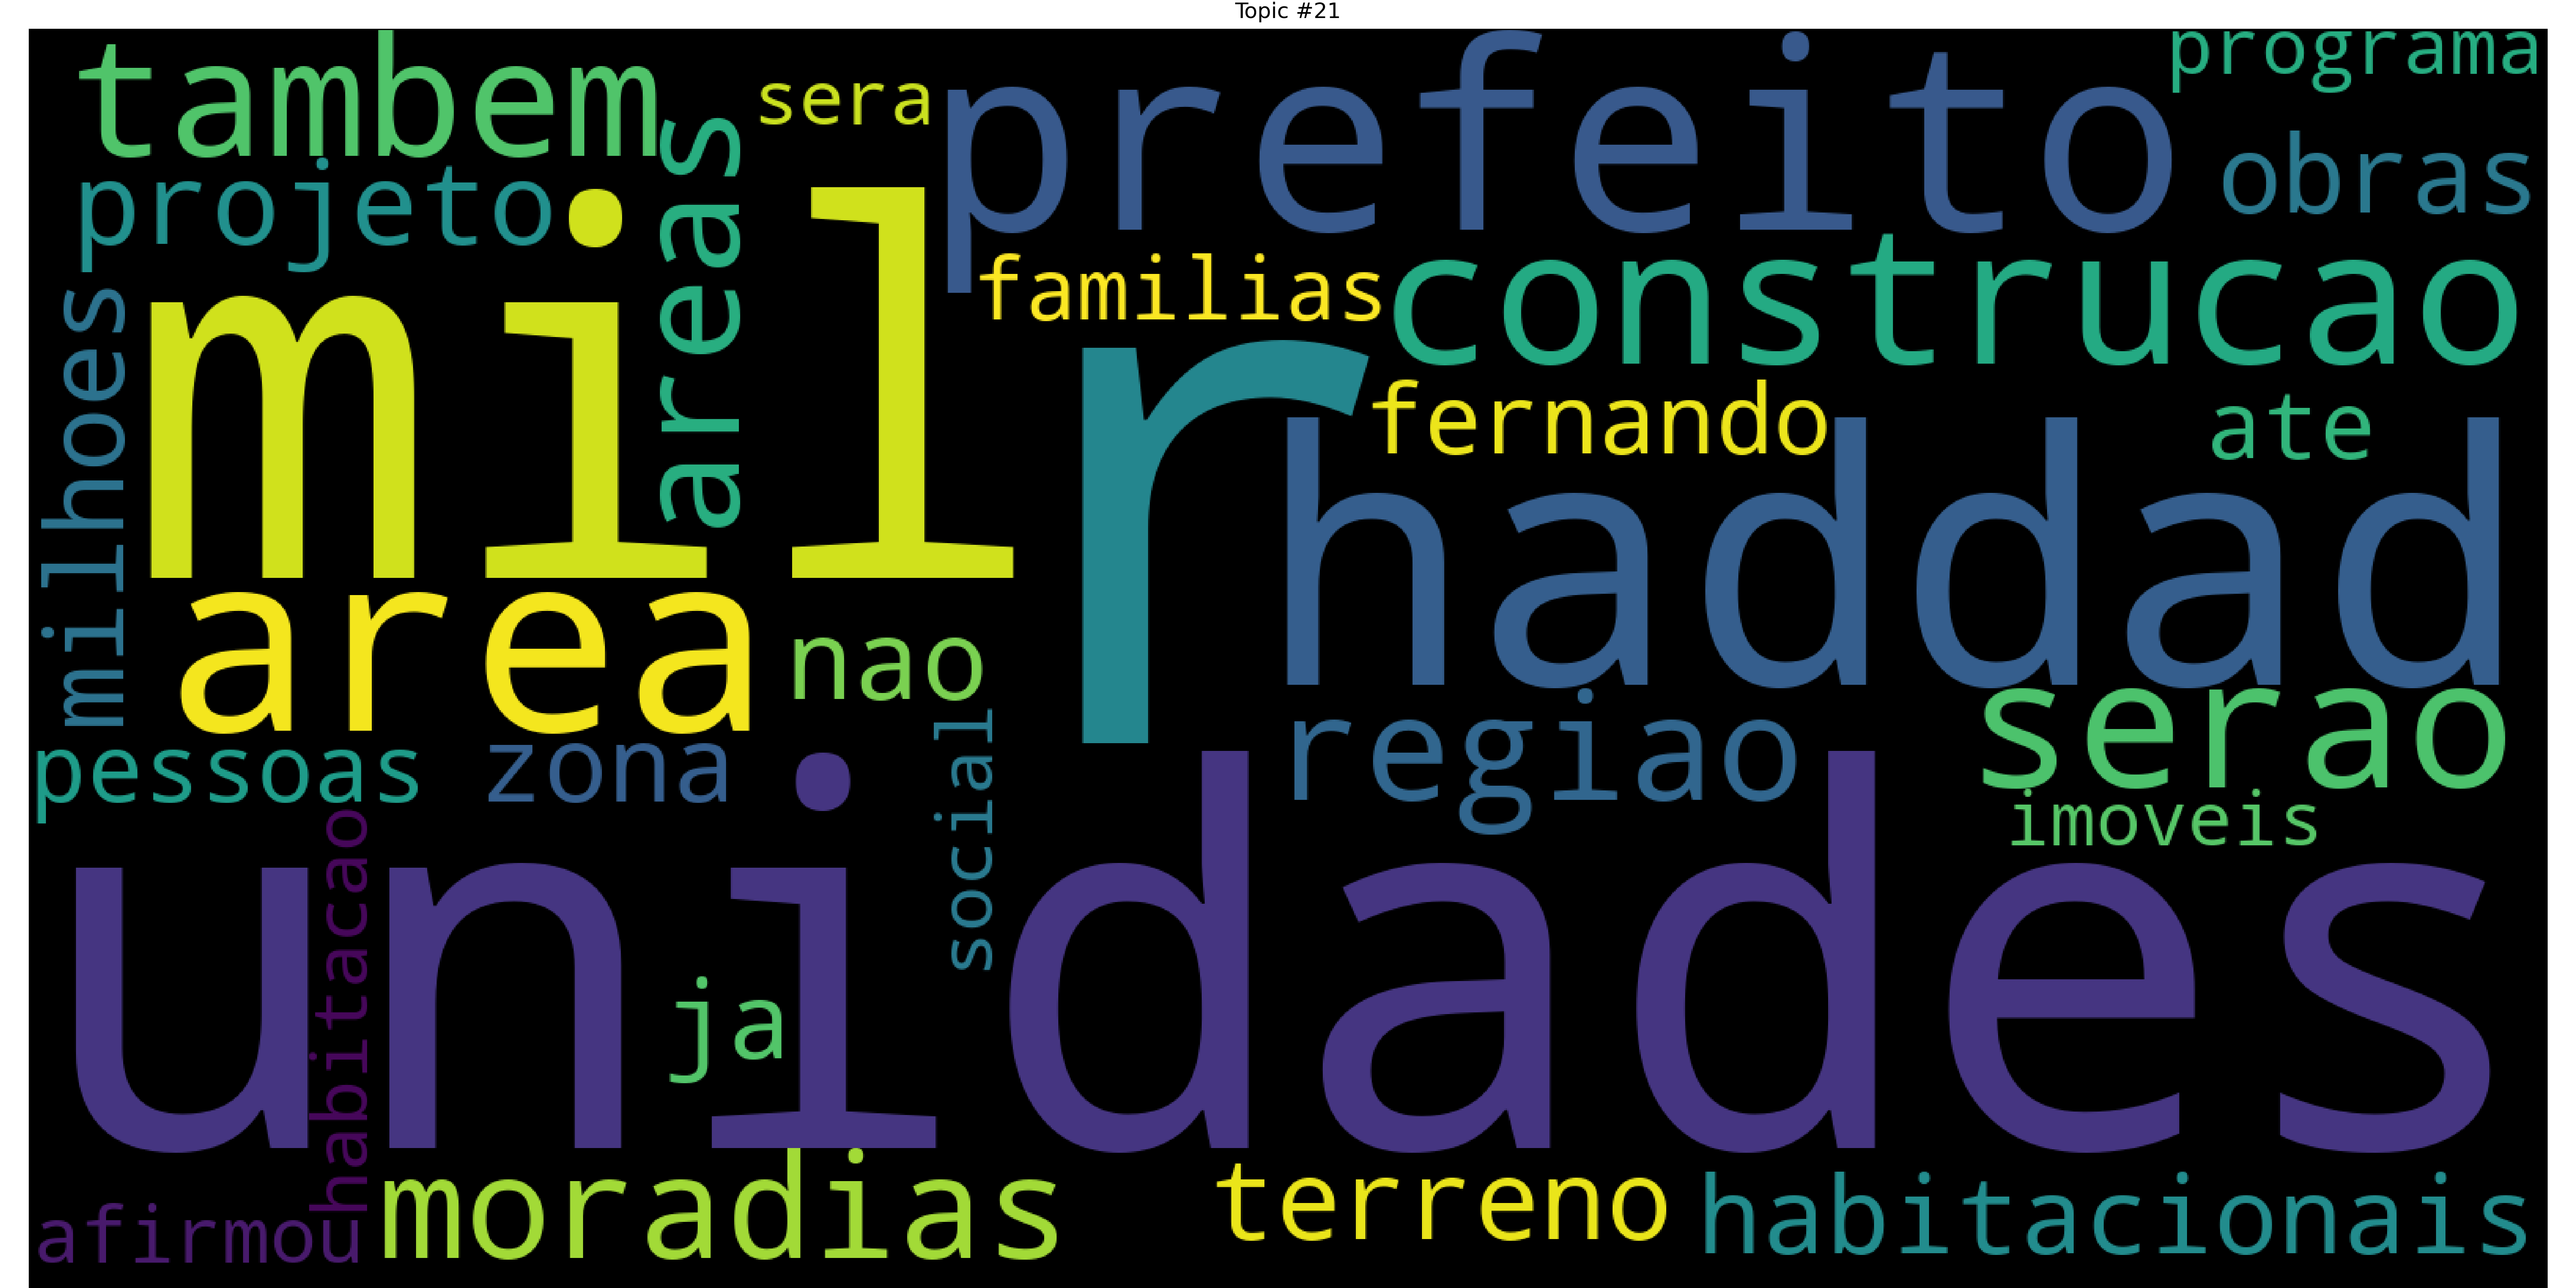 Topic #21
tambem
sera
prefeito
programa
projeto
areas
obras
familias
construcao
milhoes
mil
r
fernando
ate
haddad
area
nao
regiao
serao
pessoas
zona
social
imoveis
unidades
habitacao
ja
afirmou
moradias
terreno
habitacionais